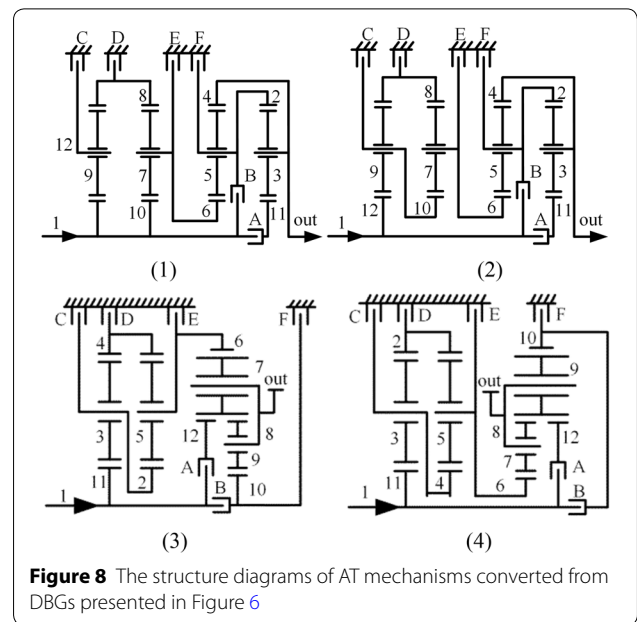 C D E F
8 4 2
12
9 7 5 B 3
10 6 A 11 out
1
(1)
C D E F
8 4 2
9 7 5 B 3
12 10 6 A 11 out
1
(2)
C D E F
4 6
7
out
3 5 12 8
9
11 2 A B 10
1
(3)
C D E F
2 10
9
out
3 5 8 12
7
11 4 6 A B
1
(4)
Figure 8 The structure diagrams of AT mechanisms converted from
DBGs presented in Figure 6